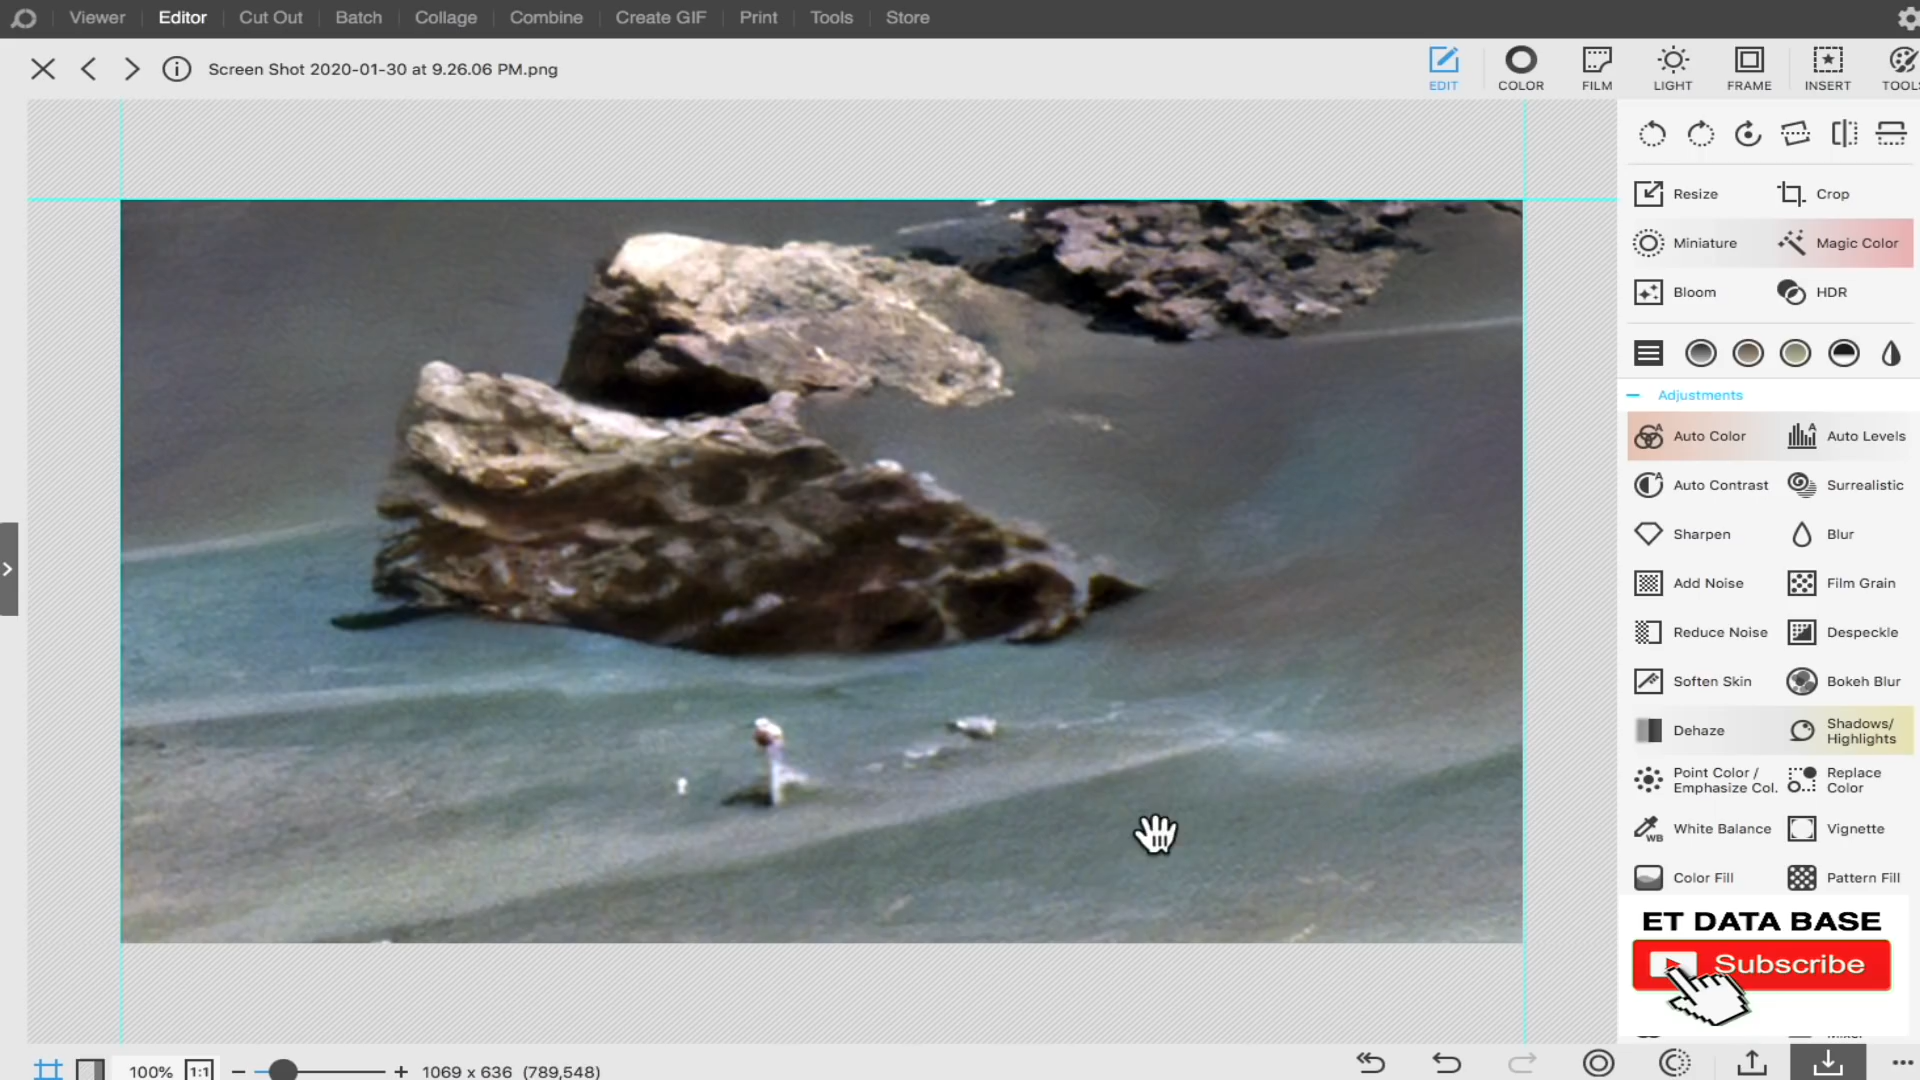 Viewer
Editor
Cut Out
Batch
Collage
Combine
Create GIF
Print
Tools
Store
Screen Shot 2020-01-30 at 9.26.06 PM.png
EDIT
COLOR
FILM
LIGHT
FRAME
INSERT
TOOLS
Resize
Crop
Miniature
Magic Color
Bloom
HDR
Adjustments
Auto Color
Auto Levels
Auto Contrast
Surrealistic
Sharpen
Blur
Add Noise
Film Grain
Reduce Noise
Despeckle
Soften Skin
Bokeh Blur
Dehaze
Shadows/
Highlights
Point Color /
Emphasize Col.
Replace
Color
WB
White Balance
Vignette
Color Fill
Pattern Fill
ET DATA BASE
Subscribe
100%
1:1
1069 x 636 (789,548)